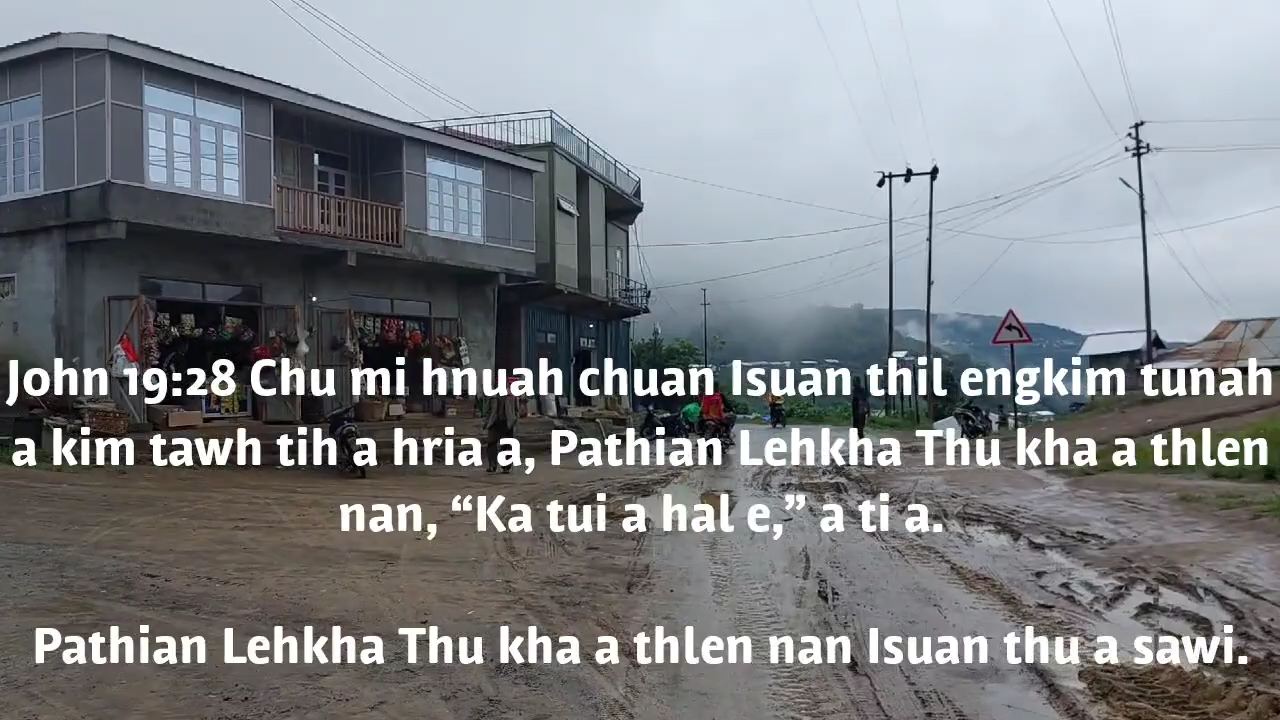 John 19:28 Chu mi hnuah chuan Isuan thil engkim tunah
a kim tawh tih a hria a, Pathian Lehkha Thu kha a thlen
nan, “Ka tui a hal e,” a ti a.
Pathian Lehkha Thu kha a thlen nan Isuan thu a sawi.